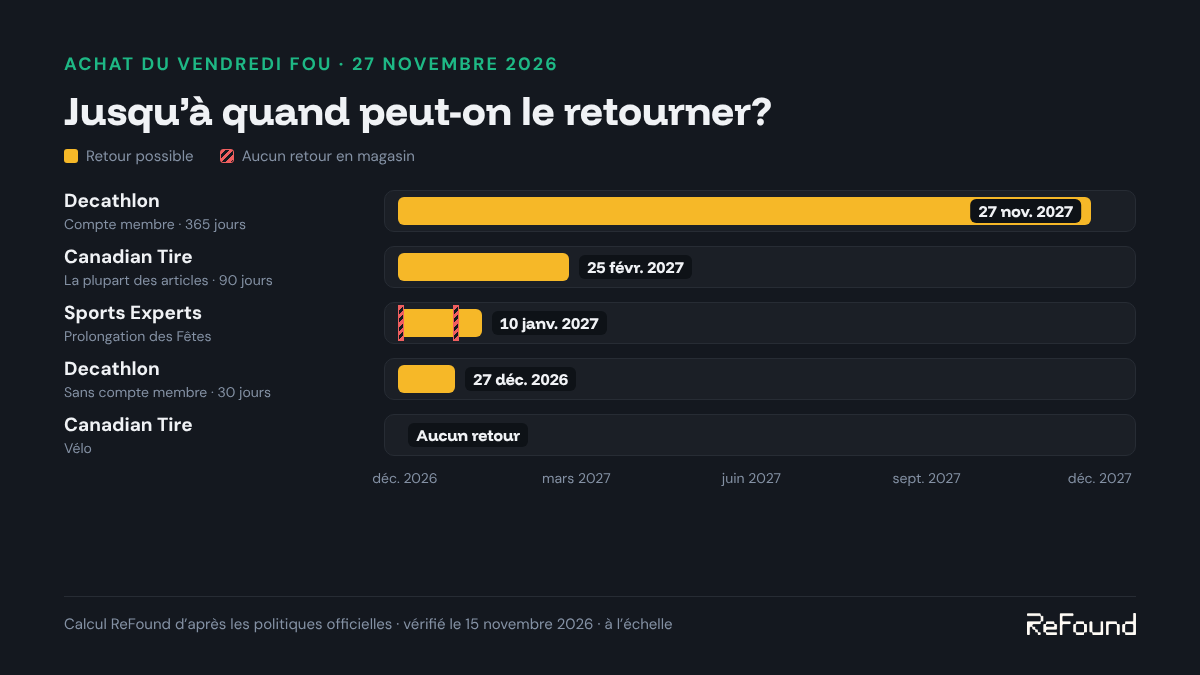 ACHAT DU VENDREDI FOU · 27 NOVEMBRE 2026
Jusqu’à quand peut-on le retourner?
Retour possible
Aucun retour en magasin
Decathlon
Compte membre · 365 jours
27 nov. 2027
Canadian Tire
La plupart des articles · 90 jours
25 févr. 2027
Sports Experts
Prolongation des Fêtes
10 janv. 2027
Decathlon
Sans compte membre · 30 jours
27 déc. 2026
Canadian Tire
Vélo
Aucun retour
déc. 2026 mars 2027 juin 2027 sept. 2027 déc. 2027
Calcul ReFound d’après les politiques officielles · vérifié le 15 novembre 2026 · à l’échelle
ReFound